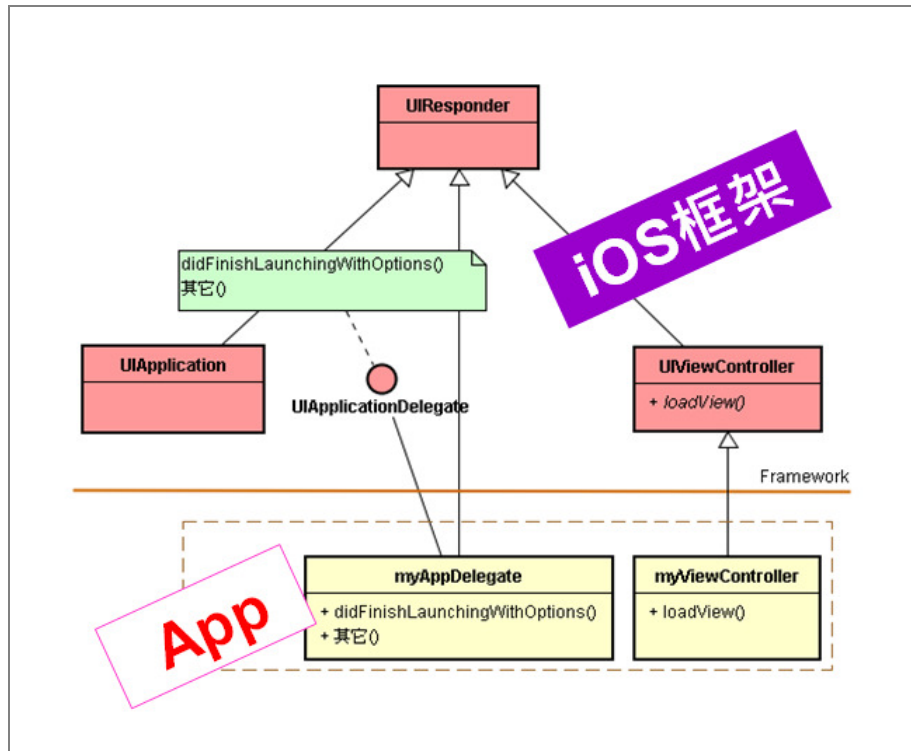 UIResponder
iOS框架
didFinishLaunchingWithOptions()
其它()
UIApplication
UIViewController
+ loadView()
UIApplicationDelegate
Framework
App
myAppDelegate
+ didFinishLaunchingWithOptions()
+ 其它()
myViewController
+ loadView()